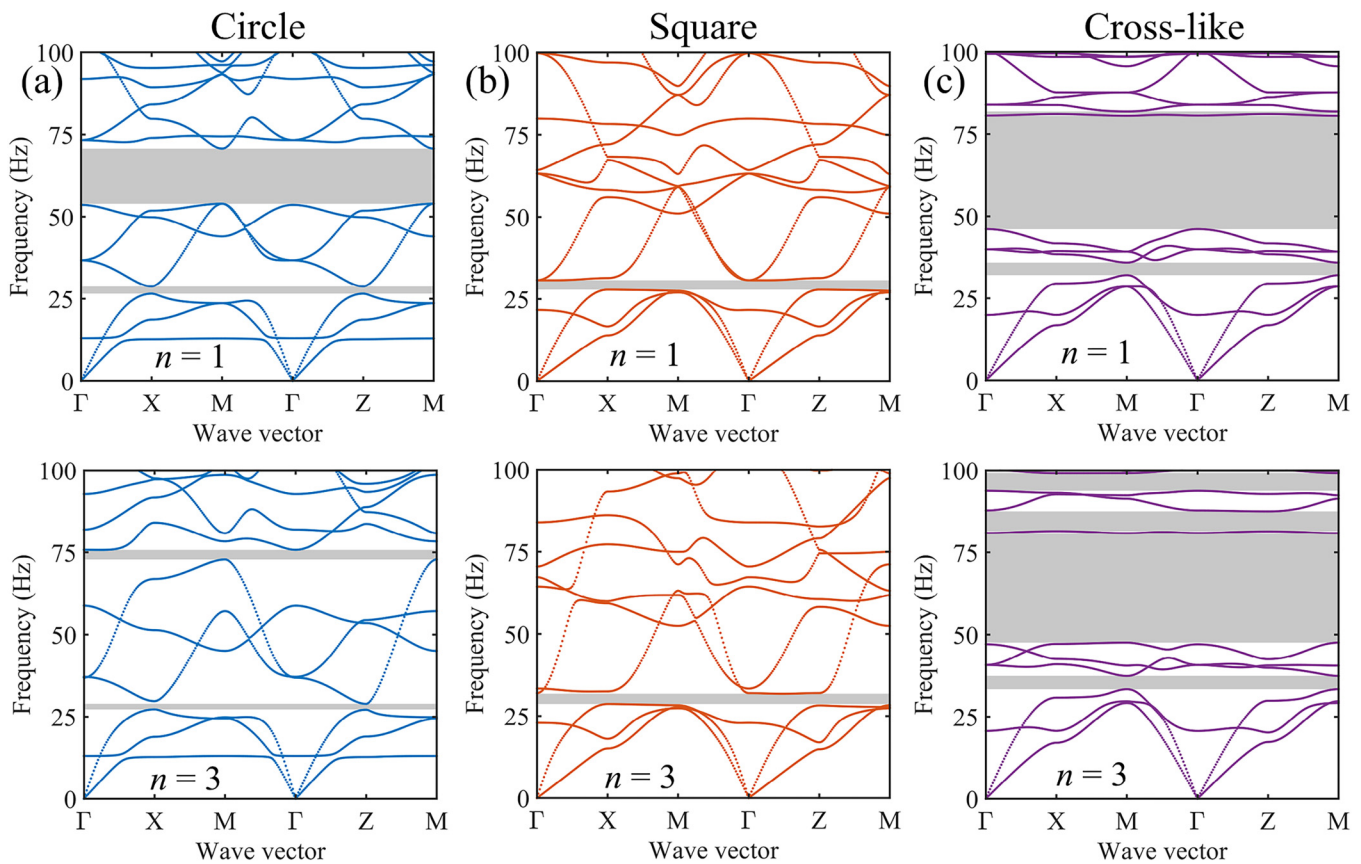 Circle Square Cross-like
(a) (b) (c)
100 100 100
75 75 75
50 50 50
25 25 25
0 0 0
Frequency (Hz) Frequency (Hz) Frequency (Hz)
n = 1 n = 1 n = 1
Γ X M Γ Z M Γ X M Γ Z M Γ X M Γ Z M
Wave vector Wave vector Wave vector
100 100 100
75 75 75
50 50 50
25 25 25
0 0 0
Frequency (Hz) Frequency (Hz) Frequency (Hz)
n = 3 n = 3 n = 3
Γ X M Γ Z M Γ X M Γ Z M Γ X M Γ Z M
Wave vector Wave vector Wave vector